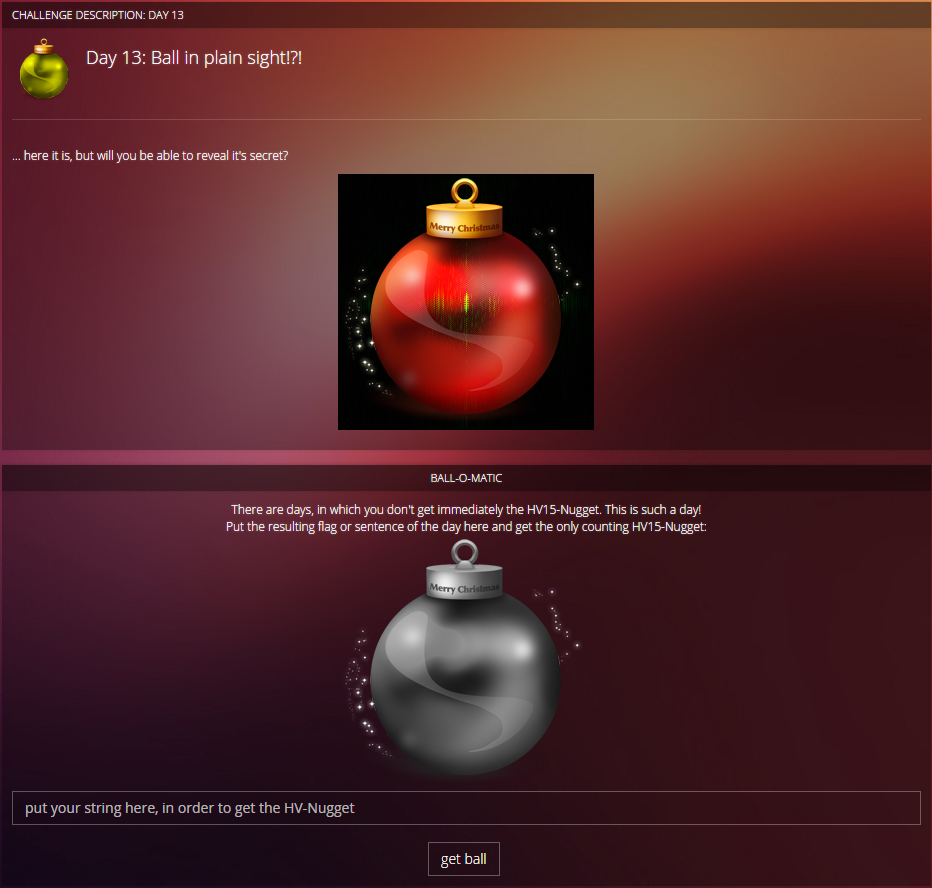 CHALLENGE DESCRIPTION: DAY 13
Day 13: Ball in plain sight!?!
... here it is, but will you be able to reveal it's secret?
Merry Christmas
BALL-O-MATIC
There are days, in which you don't get immediately the HV15-Nugget. This is such a day!
Put the resulting flag or sentence of the day here and get the only counting HV15-Nugget:
Merry Christmas
put your string here, in order to get the HV-Nugget
get ball